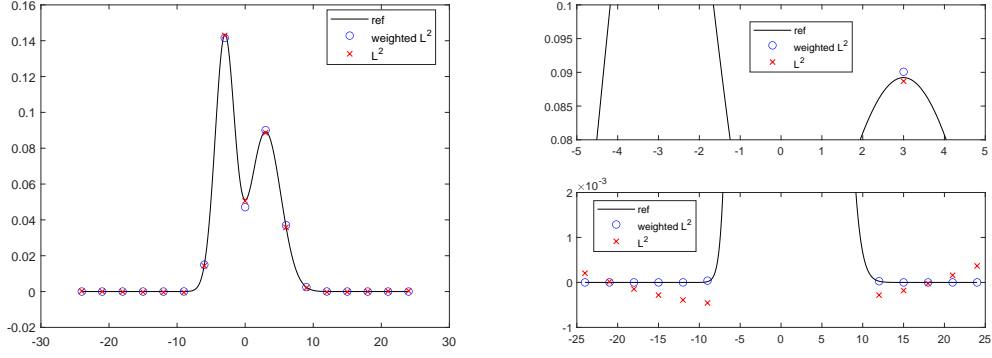 0.16
0.14
0.12
0.1
0.08
0.06
0.04
0.02
0
-0.02
-30 -20 -10 0 10 20 30
ref
weighted L²
L²
0.1
0.095
0.09
0.085
0.08
-5 -4 -3 -2 -1 0 1 2 3 4 5
ref
weighted L²
L²
×10⁻³
2
1
0
-1
-25 -20 -15 -10 -5 0 5 10 15 20 25
ref
weighted L²
L²